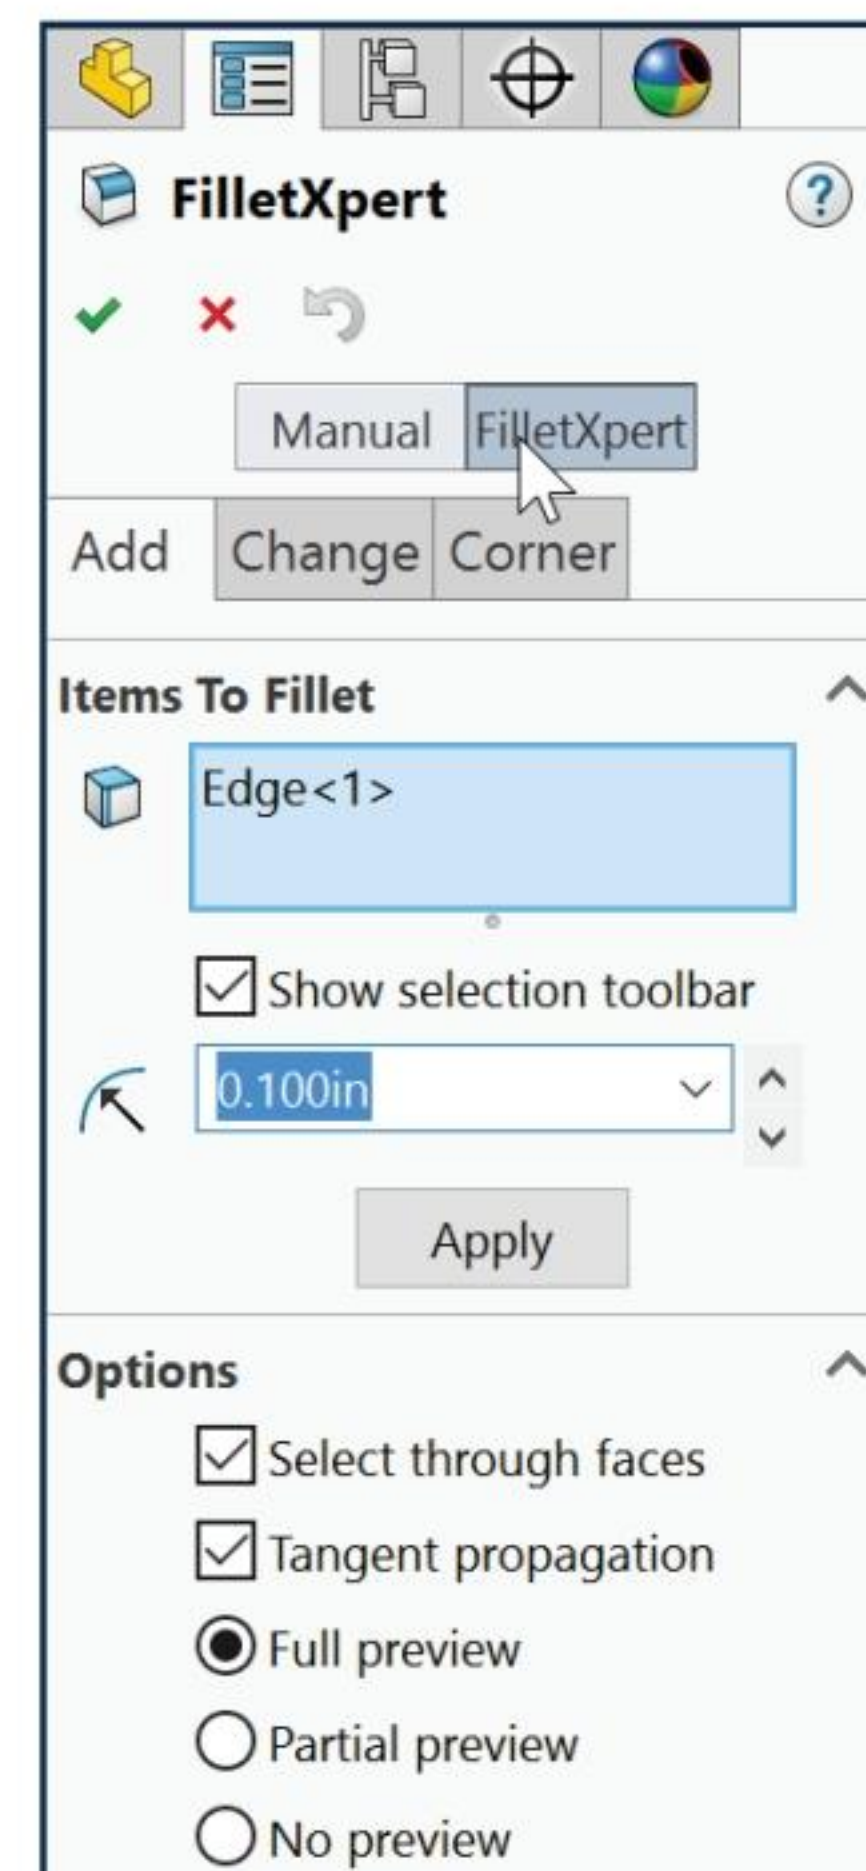 FilletXpert ?
Manual FilletXpert
Add Change Corner
Items To Fillet
Edge<1>
Show selection toolbar
0.100in
Apply
Options
Select through faces
Tangent propagation
Full preview
Partial preview
No preview